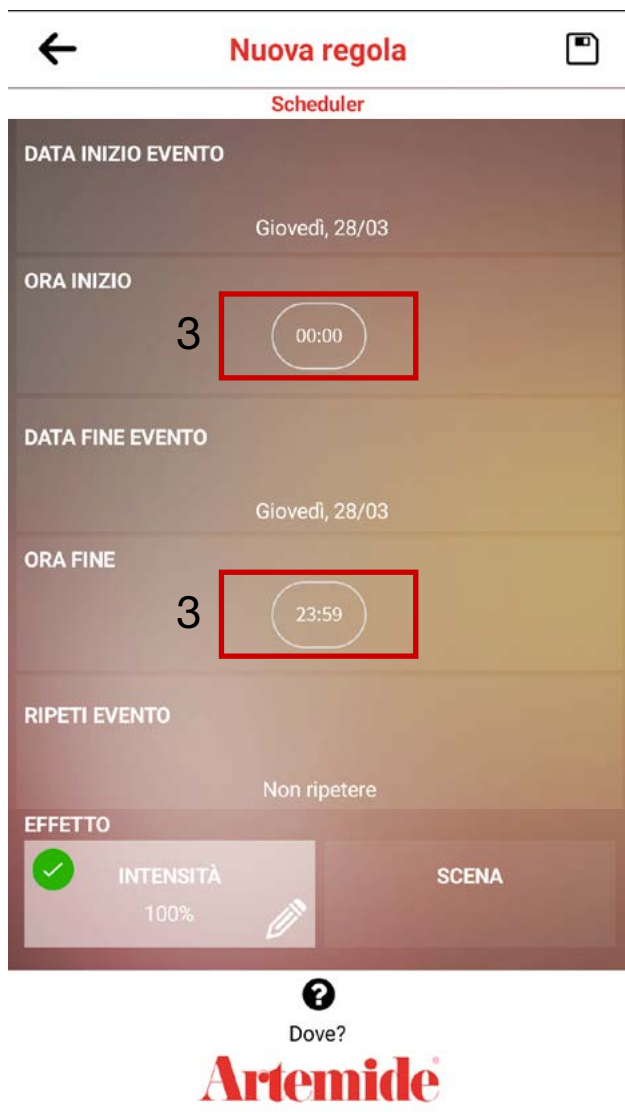 Nuova regola
Scheduler
DATA INIZIO EVENTO
Giovedì, 28/03
ORA INIZIO
3
00:00
DATA FINE EVENTO
Giovedì, 28/03
ORA FINE
3
23:59
RIPETI EVENTO
Non ripetere
EFFETTO
INTENSITÀ
100%
SCENA
?
Dove?
Artemide